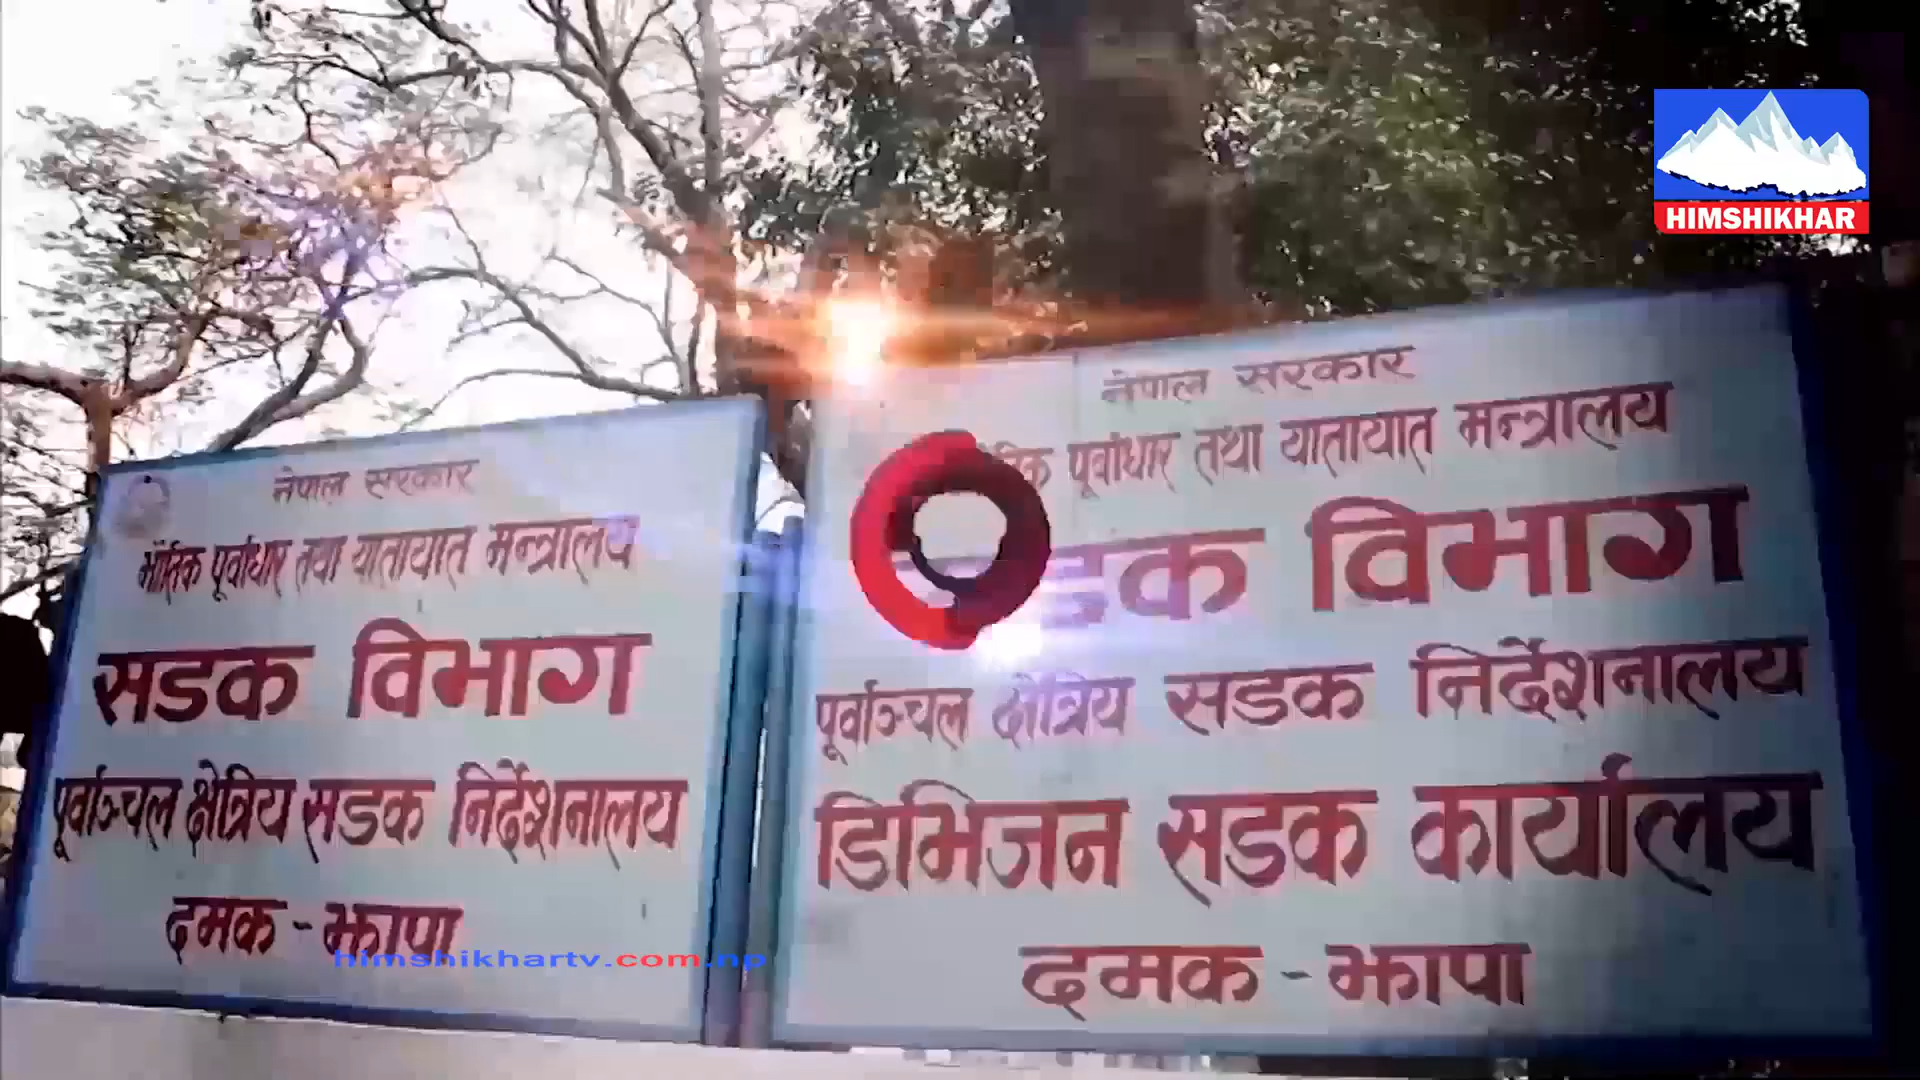 नेपाल सरकार
भौतिक पूर्वाधार तथा यातायात मन्त्रालय
सडक विभाग
पूर्वाञ्चल क्षेत्रिय सडक निर्देशनालय
दमक - झापा
नेपाल सरकार
पूर्वाधार तथा यातायात मन्त्रालय
विभाग
पूर्वाञ्चल क्षेत्रिय सडक निर्देशनालय
डिभिजन सडक कार्यालय
दमक - झापा
HIMSHIKHAR
himshikhartv.com.np